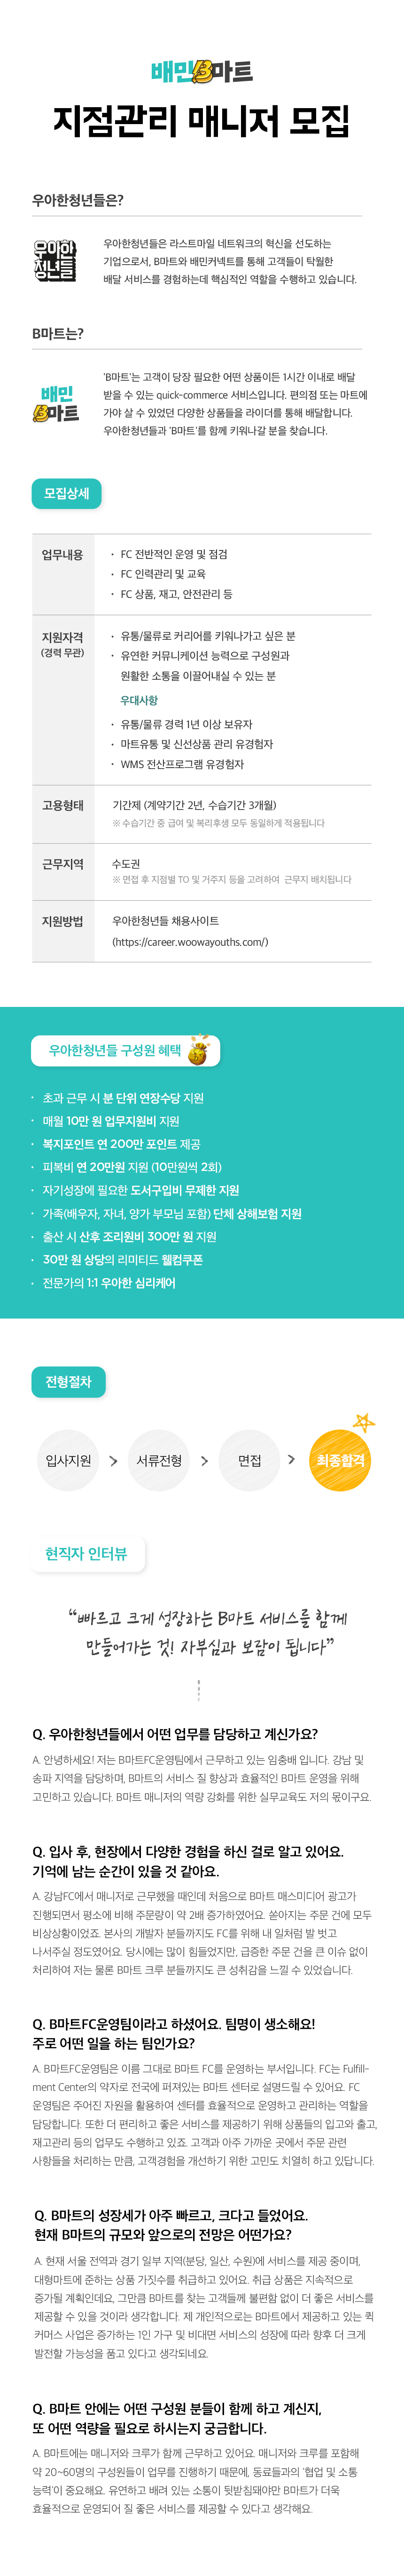 배민B마트
지점관리 매니저 모집
우아한청년들은?
우아한
청년들
우아한청년들은 라스트마일 네트워크의 혁신을 선도하는
기업으로서, B마트와 배민커넥트를 통해 고객들이 탁월한
배달 서비스를 경험하는데 핵심적인 역할을 수행하고 있습니다.
B마트는?
배민
B마트
'B마트'는 고객이 당장 필요한 어떤 상품이든 1시간 이내로 배달
받을 수 있는 quick-commerce 서비스입니다. 편의점 또는 마트에
가야 살 수 있었던 다양한 상품들을 라이더를 통해 배달합니다.
우아한청년들과 'B마트'를 함께 키워나갈 분을 찾습니다.
모집상세
업무내용
· FC 전반적인 운영 및 점검
· FC 인력관리 및 교육
· FC 상품, 재고, 안전관리 등
지원자격
(경력 무관)
· 유통/물류로 커리어를 키워나가고 싶은 분
· 유연한 커뮤니케이션 능력으로 구성원과
원활한 소통을 이끌어내실 수 있는 분
우대사항
· 유통/물류 경력 1년 이상 보유자
· 마트유통 및 신선상품 관리 유경험자
· WMS 전산프로그램 유경험자
고용형태
기간제 (계약기간 2년, 수습기간 3개월)
※ 수습기간 중 급여 및 복리후생 모두 동일하게 적용됩니다
근무지역
수도권
※ 면접 후 지점별 TO 및 거주지 등을 고려하여 근무지 배치됩니다
지원방법
우아한청년들 채용사이트
(https://career.woowayouths.com/)
우아한청년들 구성원 혜택
· 초과 근무 시 분 단위 연장수당 지원
· 매월 10만 원 업무지원비 지원
· 복지포인트 연 200만 포인트 제공
· 피복비 연 20만원 지원 (10만원씩 2회)
· 자기성장에 필요한 도서구입비 무제한 지원
· 가족(배우자, 자녀, 양가 부모님 포함) 단체 상해보험 지원
· 출산 시 산후 조리원비 300만 원 지원
· 30만 원 상당의 리미티드 웰컴쿠폰
· 전문가의 1:1 우아한 심리케어
전형절차
입사지원 > 서류전형 > 면접 > 최종합격
현직자 인터뷰
“빠르고 크게 성장하는 B마트 서비스를 함께
만들어가는 것! 자부심과 보람이 됩니다”
Q. 우아한청년들에서 어떤 업무를 담당하고 계신가요?
A. 안녕하세요! 저는 B마트FC운영팀에서 근무하고 있는 임충배 입니다. 강남 및
송파 지역을 담당하며, B마트의 서비스 질 향상과 효율적인 B마트 운영을 위해
고민하고 있습니다. B마트 매니저의 역량 강화를 위한 실무교육도 저의 몫이구요.
Q. 입사 후, 현장에서 다양한 경험을 하신 걸로 알고 있어요.
기억에 남는 순간이 있을 것 같아요.
A. 강남FC에서 매니저로 근무했을 때인데 처음으로 B마트 매스미디어 광고가
진행되면서 평소에 비해 주문량이 약 2배 증가하였어요. 쏟아지는 주문 건에 모두
비상상황이었죠. 본사의 개발자 분들까지도 FC를 위해 내 일처럼 발 벗고
나서주실 정도였어요. 당시에는 많이 힘들었지만, 급증한 주문 건을 큰 이슈 없이
처리하여 저는 물론 B마트 크루 분들까지도 큰 성취감을 느낄 수 있었습니다.
Q. B마트FC운영팀이라고 하셨어요. 팀명이 생소해요!
주로 어떤 일을 하는 팀인가요?
A. B마트FC운영팀은 이름 그대로 B마트 FC를 운영하는 부서입니다. FC는 Fulfill-
ment Center의 약자로 전국에 퍼져있는 B마트 센터로 설명드릴 수 있어요. FC
운영팀은 주어진 자원을 활용하여 센터를 효율적으로 운영하고 관리하는 역할을
담당합니다. 또한 더 편리하고 좋은 서비스를 제공하기 위해 상품들의 입고와 출고,
재고관리 등의 업무도 수행하고 있죠. 고객과 아주 가까운 곳에서 주문 관련
사항들을 처리하는 만큼, 고객경험을 개선하기 위한 고민도 치열히 하고 있답니다.
Q. B마트의 성장세가 아주 빠르고, 크다고 들었어요.
현재 B마트의 규모와 앞으로의 전망은 어떤가요?
A. 현재 서울 전역과 경기 일부 지역(분당, 일산, 수원)에 서비스를 제공 중이며,
대형마트에 준하는 상품 가짓수를 취급하고 있어요. 취급 상품은 지속적으로
증가될 계획인데요, 그만큼 B마트를 찾는 고객들께 불편함 없이 더 좋은 서비스를
제공할 수 있을 것이라 생각합니다. 제 개인적으로는 B마트에서 제공하고 있는 퀵
커머스 사업은 증가하는 1인 가구 및 비대면 서비스의 성장에 따라 향후 더 크게
발전할 가능성을 품고 있다고 생각되네요.
Q. B마트 안에는 어떤 구성원 분들이 함께 하고 계신지,
또 어떤 역량을 필요로 하시는지 궁금합니다.
A. B마트에는 매니저와 크루가 함께 근무하고 있어요. 매니저와 크루를 포함해
약 20~60명의 구성원들이 업무를 진행하기 때문에, 동료들과의 '협업 및 소통
능력'이 중요해요. 유연하고 배려 있는 소통이 뒷받침돼야만 B마트가 더욱
효율적으로 운영되어 질 좋은 서비스를 제공할 수 있다고 생각해요.